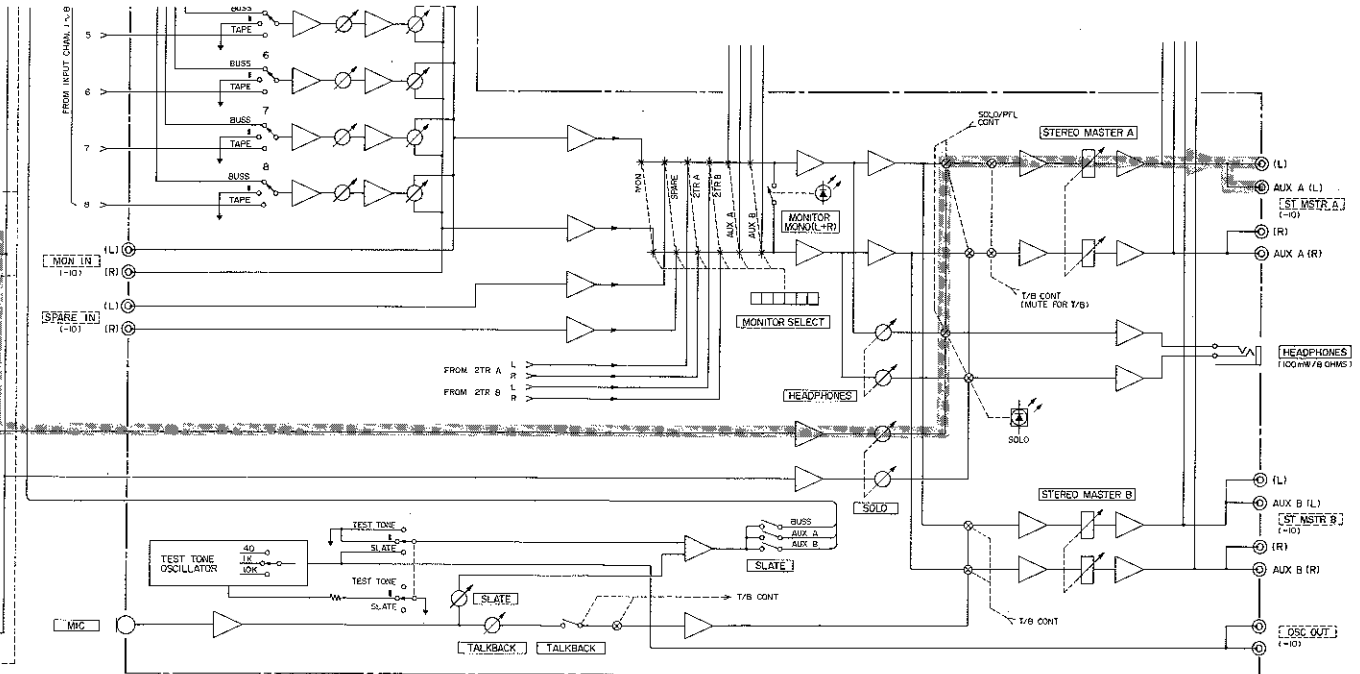 BUSS
TAPE
5
FROM INPUT CHAN. 1~8
6
BUSS
TAPE
6
7
BUSS
TAPE
7
8
BUSS
TAPE
8
(L)
MON IN
(-10)
(R)
(L)
SPARE IN
(-10)
(R)
MON
SPARE
2TR A
2TR B
AUX A
AUX B
MONITOR
MONO(L+R)
MONITOR SELECT
FROM 2TR A
L
R
FROM 2TR B
L
R
SOLO/PFL
CONT
STEREO MASTER A
(L)
AUX A (L)
ST MSTR A
(-10)
(R)
AUX A (R)
T/B CONT
(MUTE FOR T/B)
HEADPHONES
(100mW/8 OHMS)
HEADPHONES
SOLO
SOLO
STEREO MASTER B
(L)
AUX B (L)
ST MSTR B
(-10)
(R)
AUX B (R)
TEST TONE
SLATE
TEST TONE
OSCILLATOR
40
1K
10K
TEST TONE
SLATE
BUSS
AUX A
AUX B
SLATE
SLATE
T/B CONT
T/B CONT
MIC
TALKBACK
TALKBACK
OSC OUT
(-10)